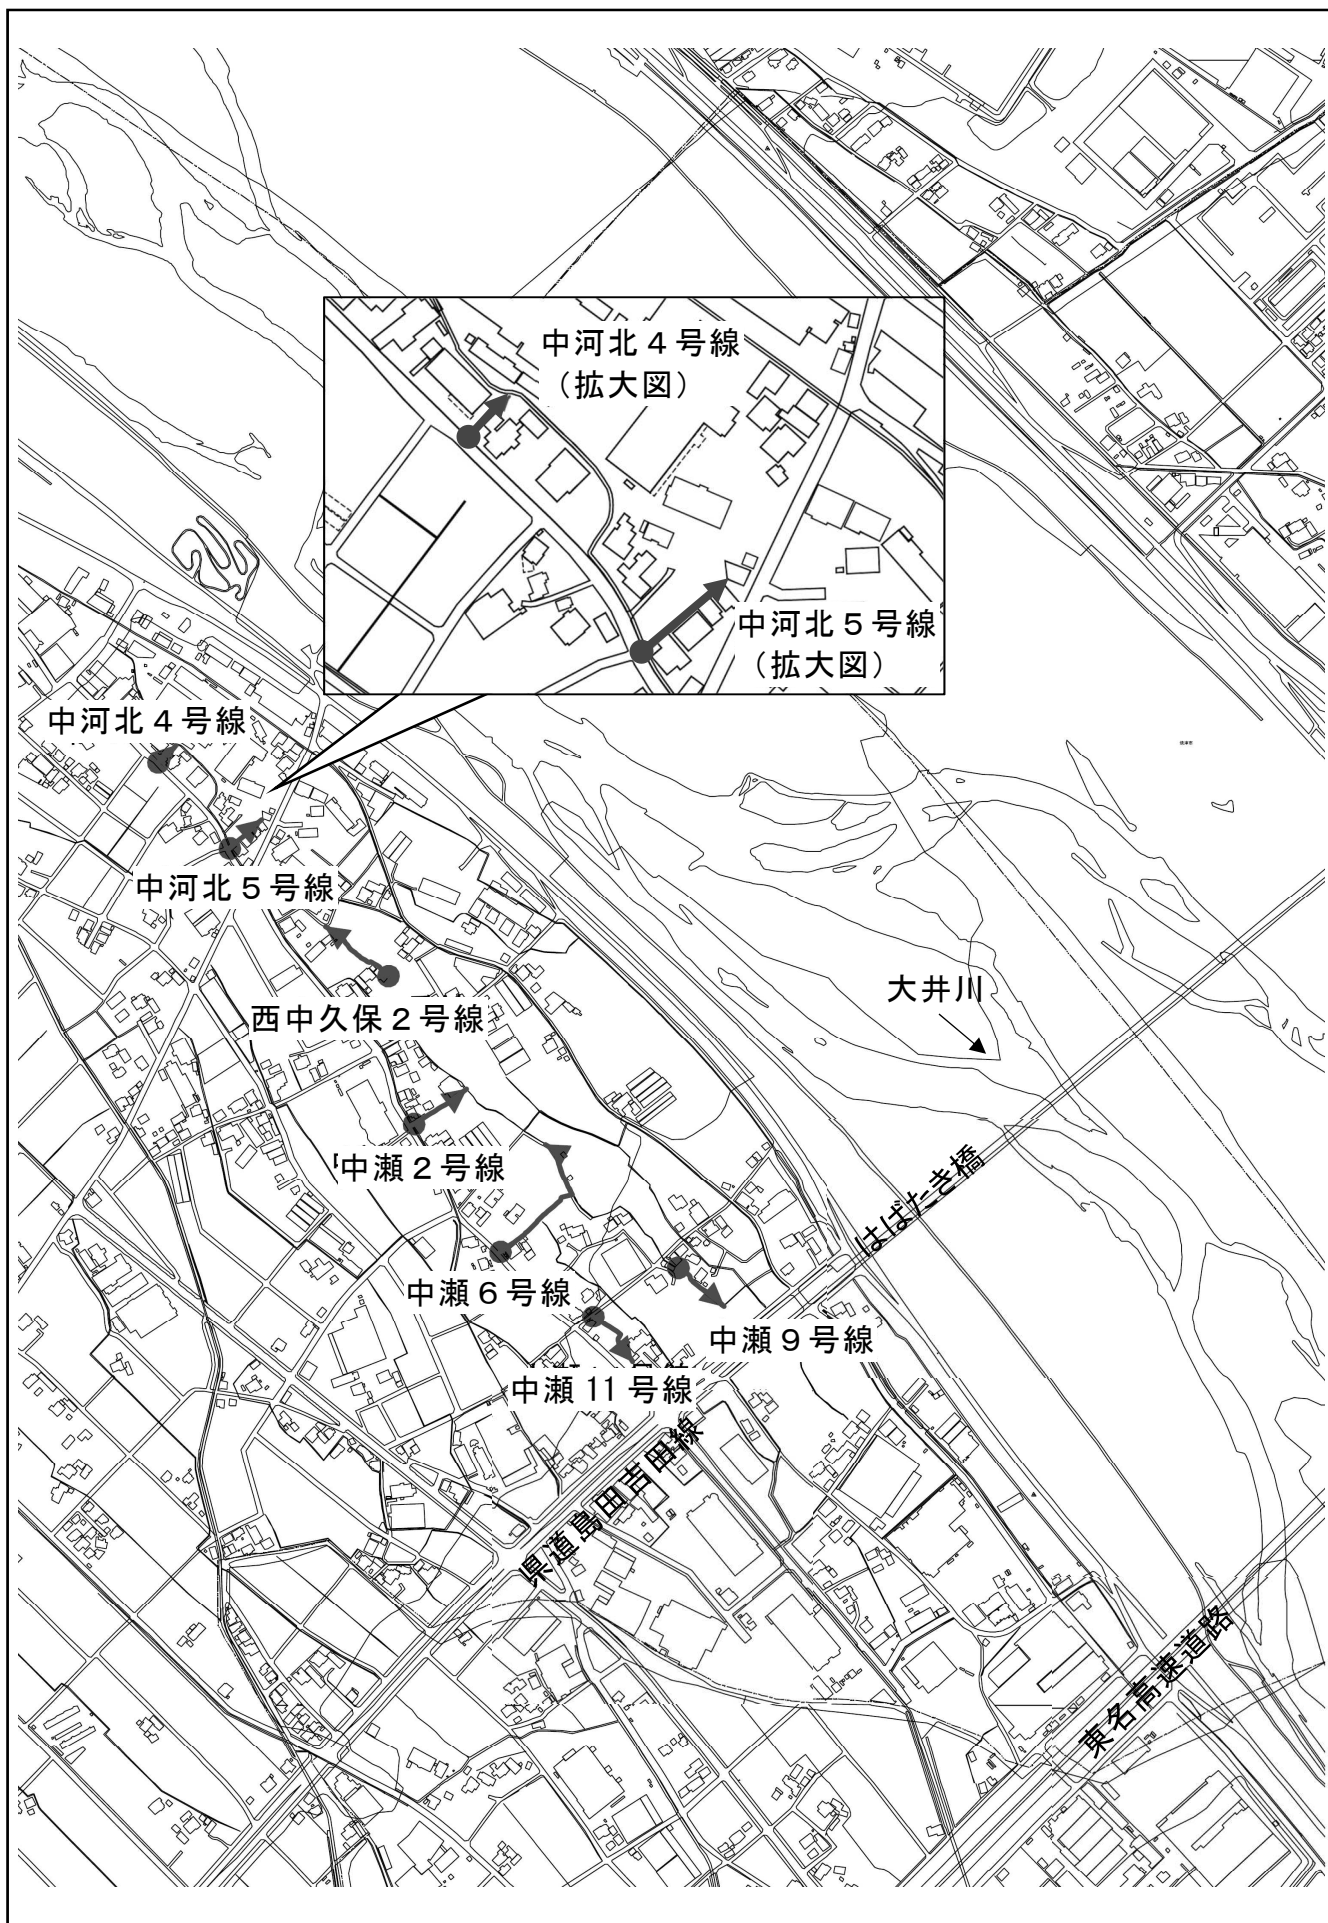 中河北４号線
（拡大図）
中河北５号線
（拡大図）
中河北４号線
中河北５号線
西中久保２号線
大井川
中瀬２号線
はばたき橋
中瀬６号線
中瀬９号線
中瀬11号線
県道島田吉田線
東名高速道路